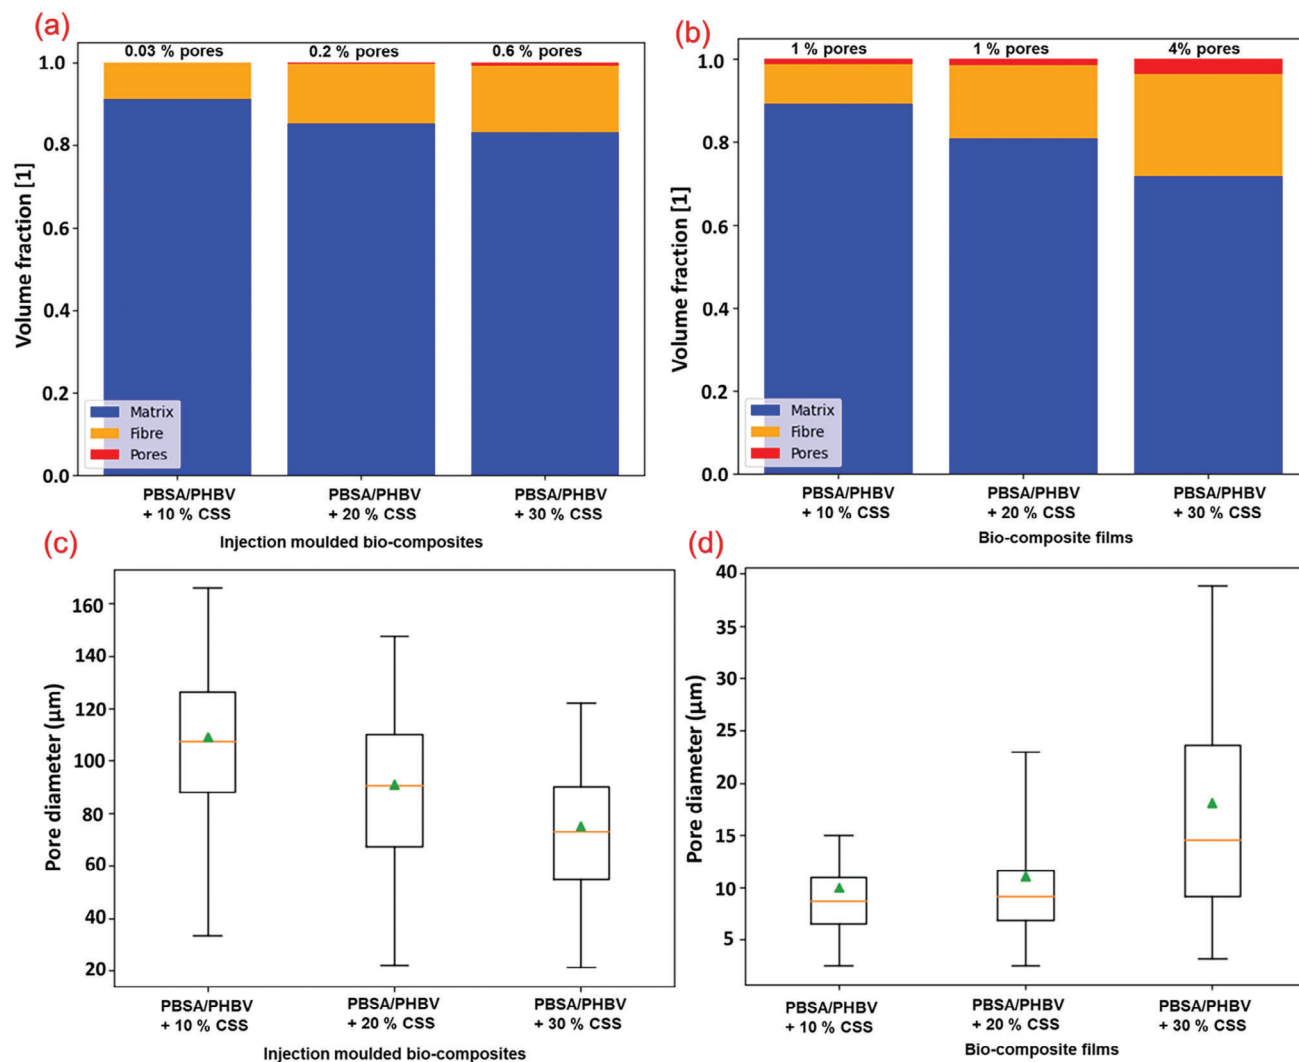 (a)
0.03 % pores 0.2 % pores 0.6 % pores
1.0
0.8
0.6
0.4
0.2
0.0
Volume fraction [1]
Matrix
Fibre
Pores
PBSA/PHBV PBSA/PHBV PBSA/PHBV
+ 10 % CSS + 20 % CSS + 30 % CSS
Injection moulded bio-composites
(b)
1 % pores 1 % pores 4% pores
1.0
0.8
0.6
0.4
0.2
0.0
Volume fraction [1]
Matrix
Fibre
Pores
PBSA/PHBV PBSA/PHBV PBSA/PHBV
+ 10 % CSS + 20 % CSS + 30 % CSS
Bio-composite films
(c)
160
140
120
100
80
60
40
20
Pore diameter (µm)
PBSA/PHBV PBSA/PHBV PBSA/PHBV
+ 10 % CSS + 20 % CSS + 30 % CSS
Injection moulded bio-composites
(d)
40
35
30
25
20
15
10
5
Pore diameter (µm)
PBSA/PHBV PBSA/PHBV PBSA/PHBV
+ 10 % CSS + 20 % CSS + 30 % CSS
Bio-composite films